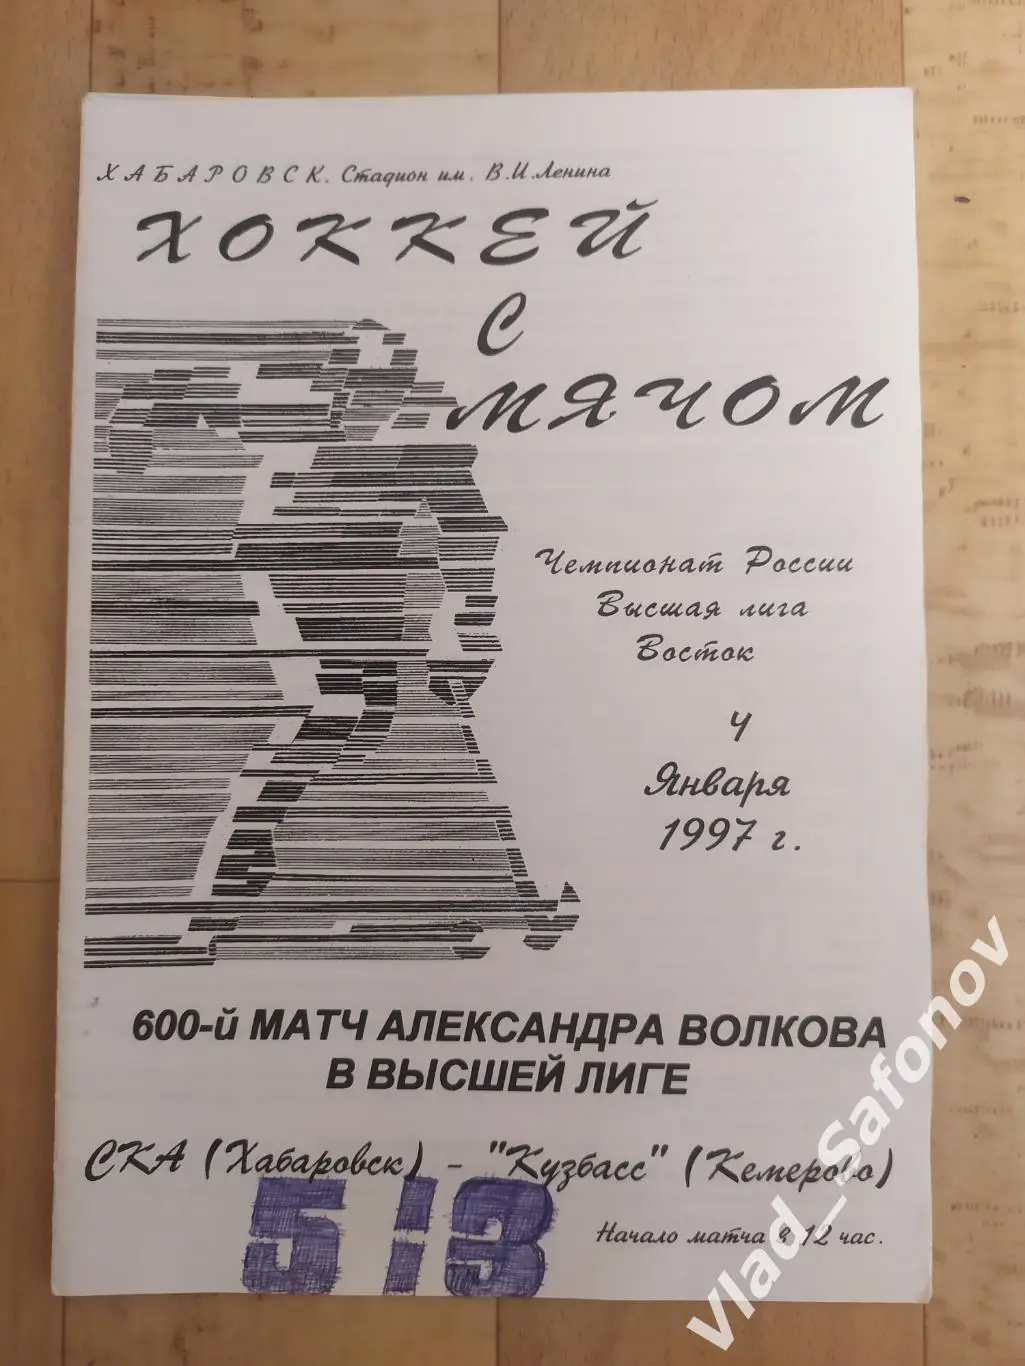 ХАБАРОВСК. Стадион им. В.И.Ленина
ХОККЕЙ
С
МЯЧОМ
Чемпионат России
Высшая лига
Восток
4
Января
1997 г.
600-й МАТЧ АЛЕКСАНДРА ВОЛКОВА
В ВЫСШЕЙ ЛИГЕ
СКА (Хабаровск) - "Кузбасс" (Кемерово)
5 : 3
Начало матча в 12 час.
Vlad_Safonov